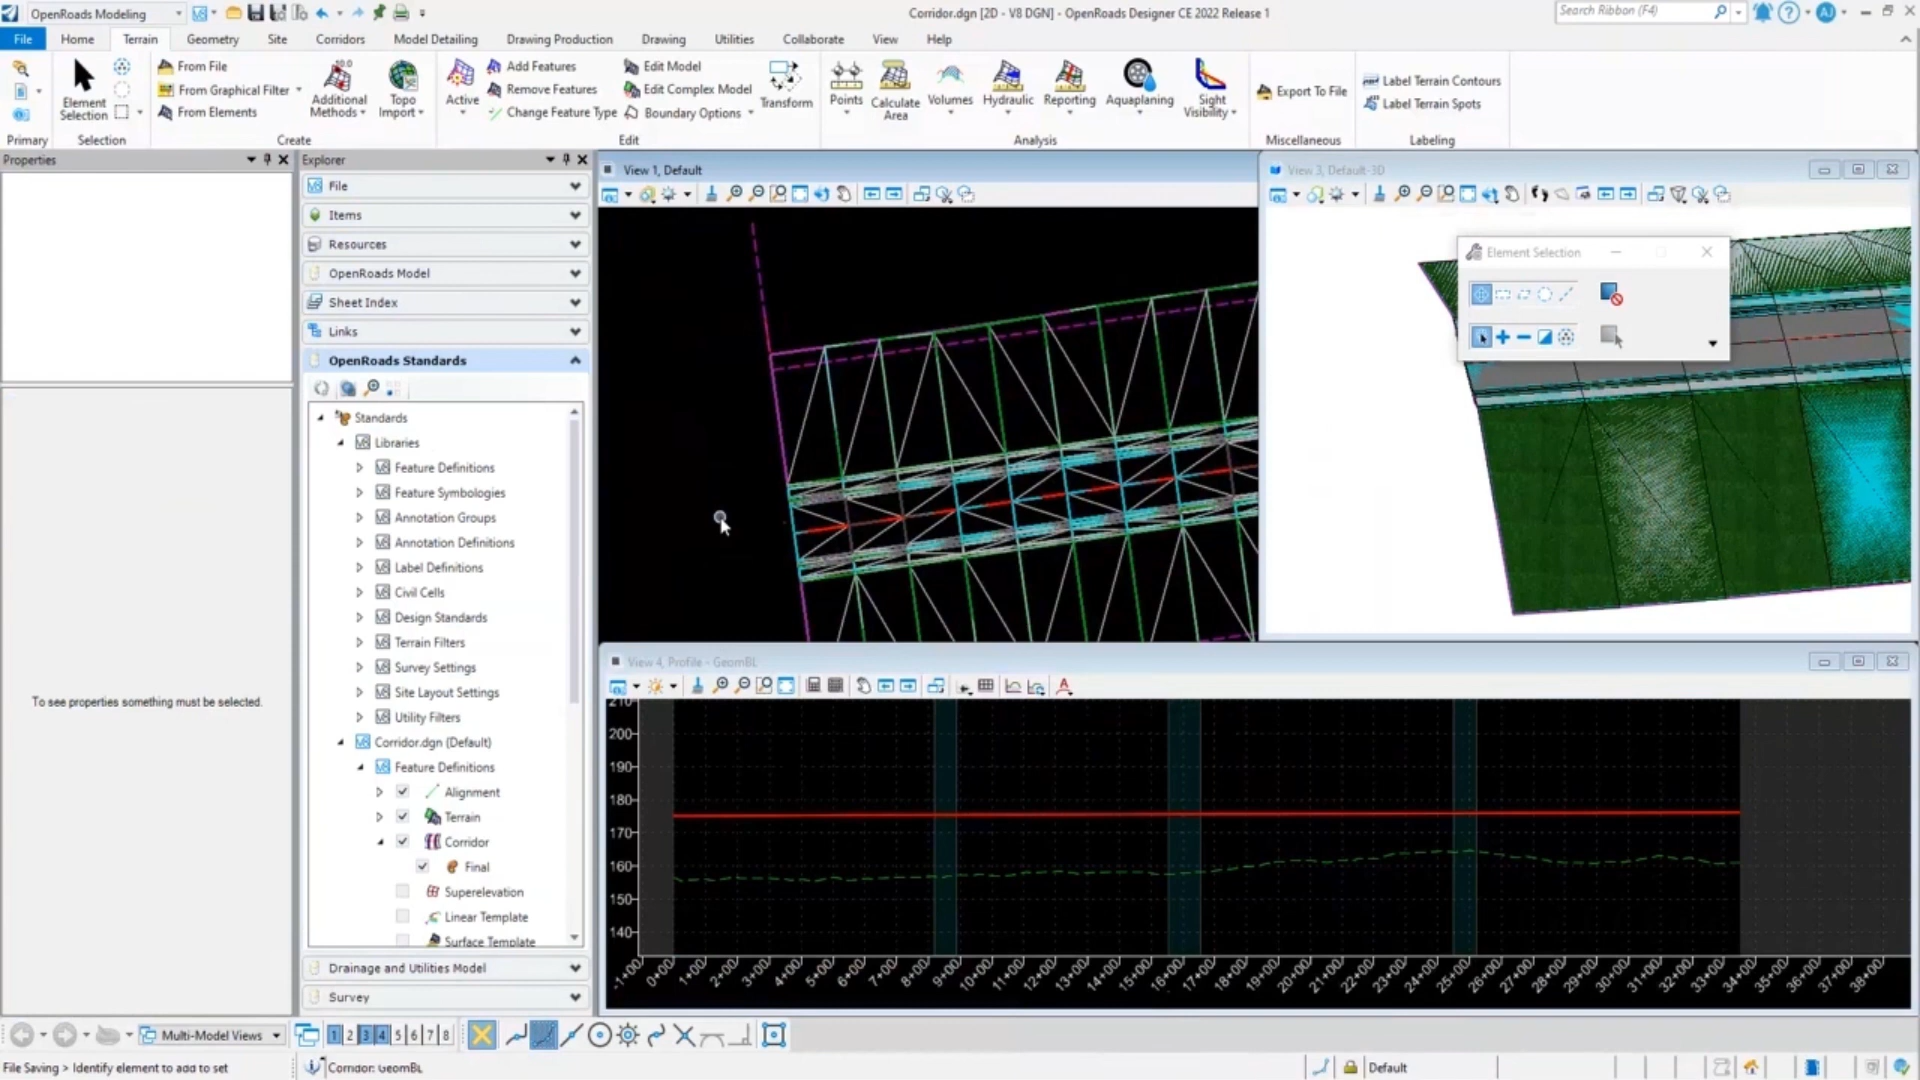 OpenRoads Modeling
Corridor.dgn [2D - V8 DGN] - OpenRoads Designer CE 2022 Release 1
Search Ribbon (F4)
AJ
File Home Terrain Geometry Site Corridors Model Detailing Drawing Production Drawing Utilities Collaborate View Help
Element Selection
From File
From Graphical Filter
From Elements
Additional Methods
Topo Import
Active
Add Features
Remove Features
Change Feature Type
Edit Model
Edit Complex Model
Boundary Options
Transform
Points
Calculate Area
Volumes
Hydraulic
Reporting
Aquaplaning
Sight Visibility
Export To File
Label Terrain Contours
Label Terrain Spots
Primary Selection Create Edit Analysis Miscellaneous Labeling
Properties
To see properties something must be selected.
Explorer
File
Items
Resources
OpenRoads Model
Sheet Index
Links
OpenRoads Standards
Standards
Libraries
Feature Definitions
Feature Symbologies
Annotation Groups
Annotation Definitions
Label Definitions
Civil Cells
Design Standards
Terrain Filters
Survey Settings
Site Layout Settings
Utility Filters
Corridor.dgn (Default)
Feature Definitions
Alignment
Terrain
Corridor
Final
Superelevation
Linear Template
Surface Template
Drainage and Utilities Model
Survey
View 1, Default
View 3, Default-3D
Element Selection
View 4, Profile - GeomBL
210
200
190
180
170
160
150
140
-1+00 0+00 1+00 2+00 3+00 4+00 5+00 6+00 7+00 8+00 9+00 10+00 11+00 12+00 13+00 14+00 15+00 16+00 17+00 18+00 19+00 20+00 21+00 22+00 23+00 24+00 25+00 26+00 27+00 28+00 29+00 30+00 31+00 32+00 33+00 34+00 35+00 36+00 37+00 38+00
Multi-Model Views
1 2 3 4 5 6 7 8
File Saving > Identify element to add to set
Corridor: GeomBL
Default